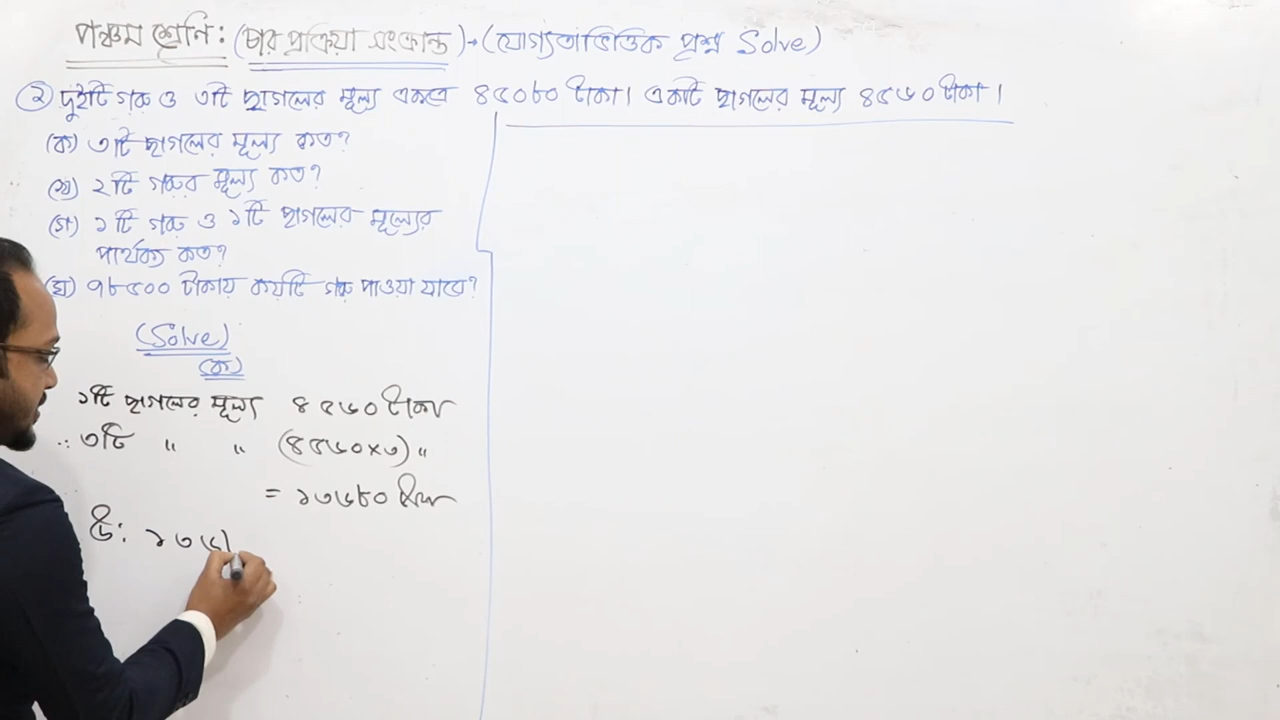 পঞ্চম শ্রেণি: (চার প্রক্রিয়া সংক্রান্ত) → (যোগ্যতাভিত্তিক প্রশ্ন Solve)
② দুইটি গরু ও ৩টি ছাগলের মূল্য একত্রে ৪৫০৮০ টাকা। একটি ছাগলের মূল্য ৪৫৬০ টাকা।
(ক) ৩টি ছাগলের মূল্য কত?
(খ) ২টি গরুর মূল্য কত?
(গ) ১টি গরু ও ১টি ছাগলের মূল্যের
পার্থক্য কত?
(ঘ) ৭৮৫০০ টাকায় কয়টি গরু পাওয়া যাবে?
(Solve)
(ক)
১টি ছাগলের মূল্য ৪৫৬০ টাকা
∴ ৩টি " " (৪৫৬০×৩) "
= ১৩৬৮০ টাকা
উ: ১৩৬